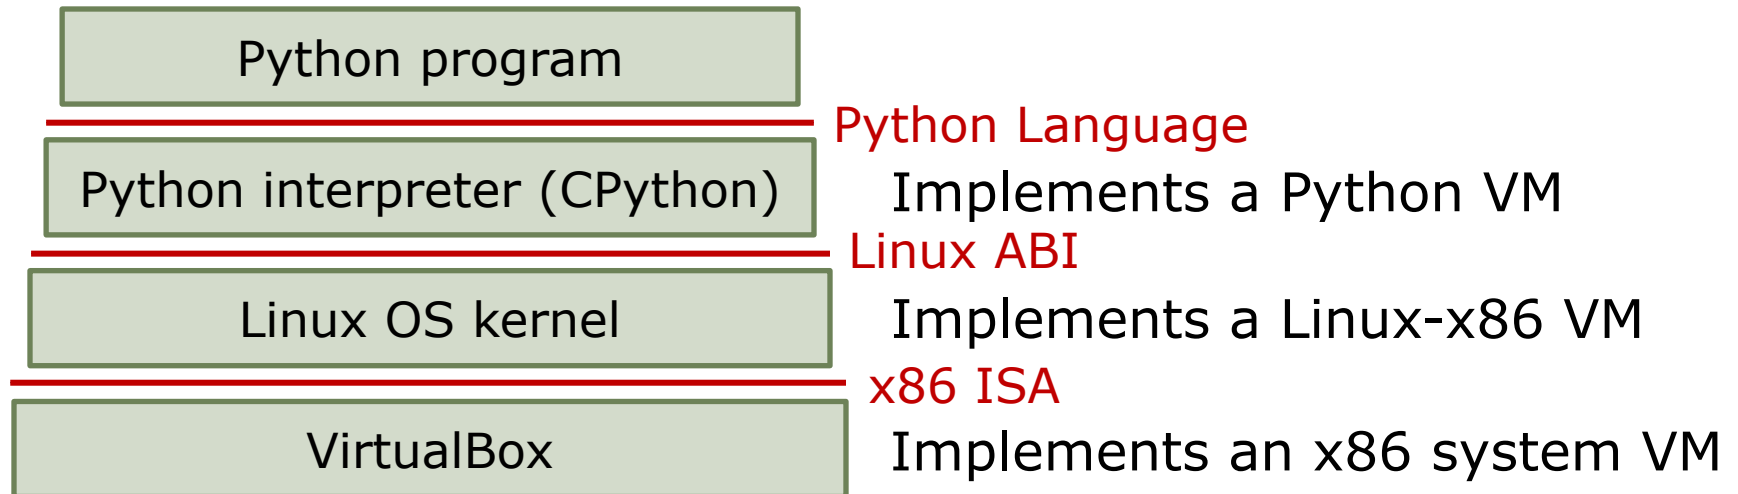 Python program
Python Language
Python interpreter (CPython)
Implements a Python VM
Linux ABI
Linux OS kernel
Implements a Linux-x86 VM
x86 ISA
VirtualBox
Implements an x86 system VM